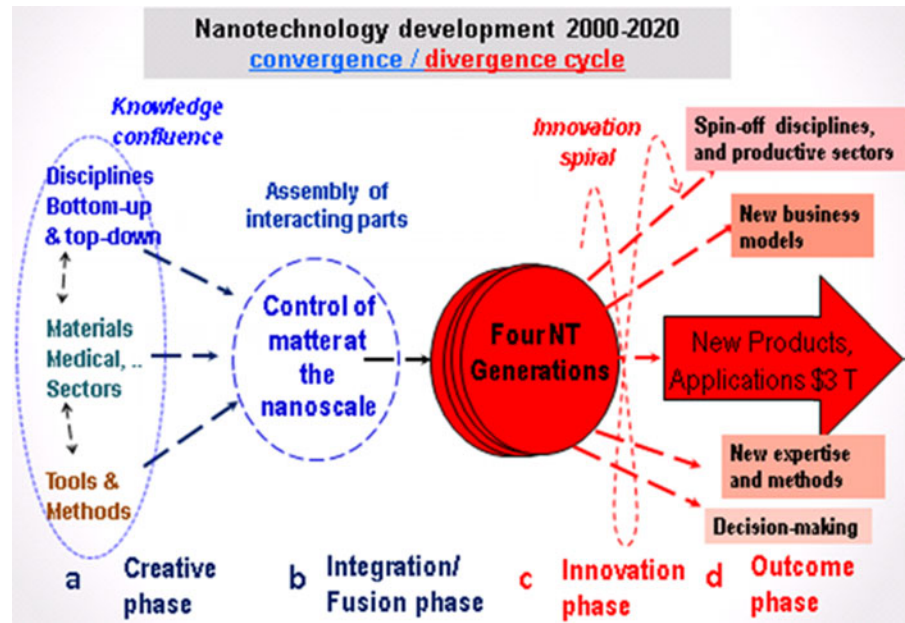 Nanotechnology development 2000-2020
convergence / divergence cycle
Knowledge
confluence
Disciplines
Bottom-up
& top-down
Materials
Medical, ..
Sectors
Tools &
Methods
Assembly of
interacting parts
Control of
matter at
the
nanoscale
Four NT
Generations
Innovation
spiral
Spin-off disciplines,
and productive sectors
New business
models
New Products,
Applications $3 T
New expertise
and methods
Decision-making
a Creative
phase
b Integration/
Fusion phase
c Innovation
phase
d Outcome
phase